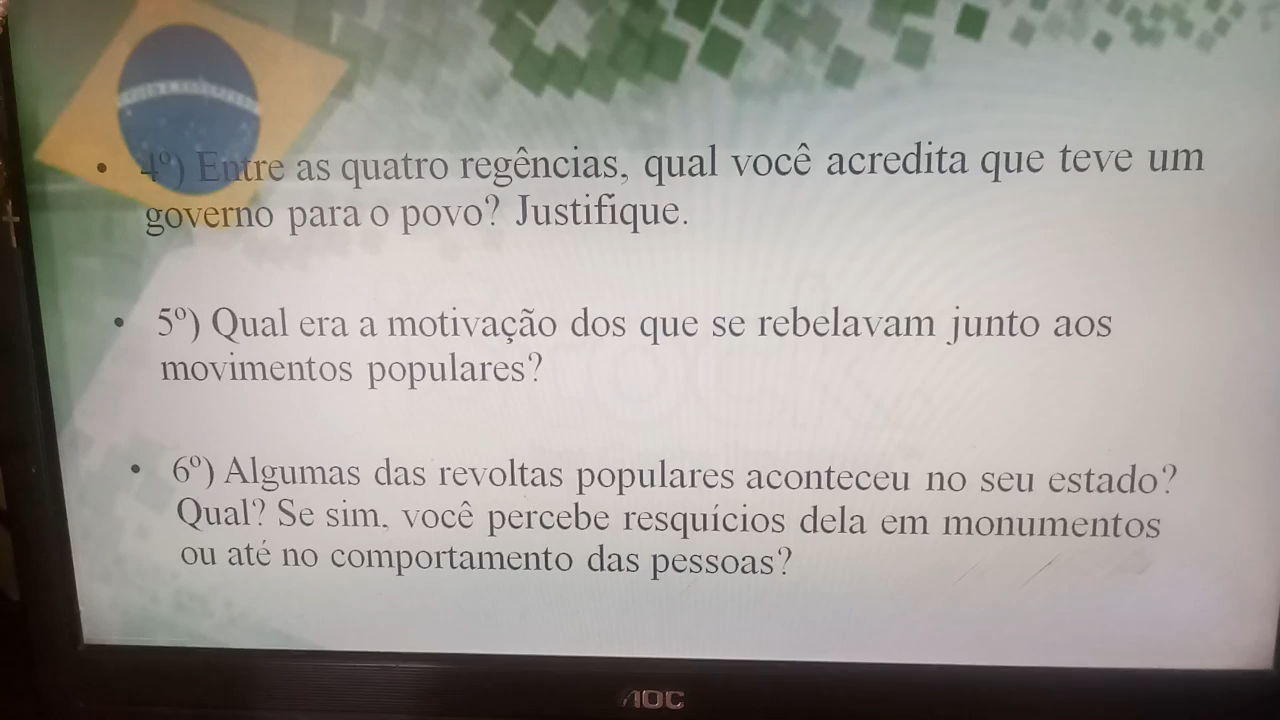 • 4º) Entre as quatro regências, qual você acredita que teve um
governo para o povo? Justifique.
• 5º) Qual era a motivação dos que se rebelavam junto aos
movimentos populares?
• 6º) Algumas das revoltas populares aconteceu no seu estado?
Qual? Se sim, você percebe resquícios dela em monumentos
ou até no comportamento das pessoas?
AOC